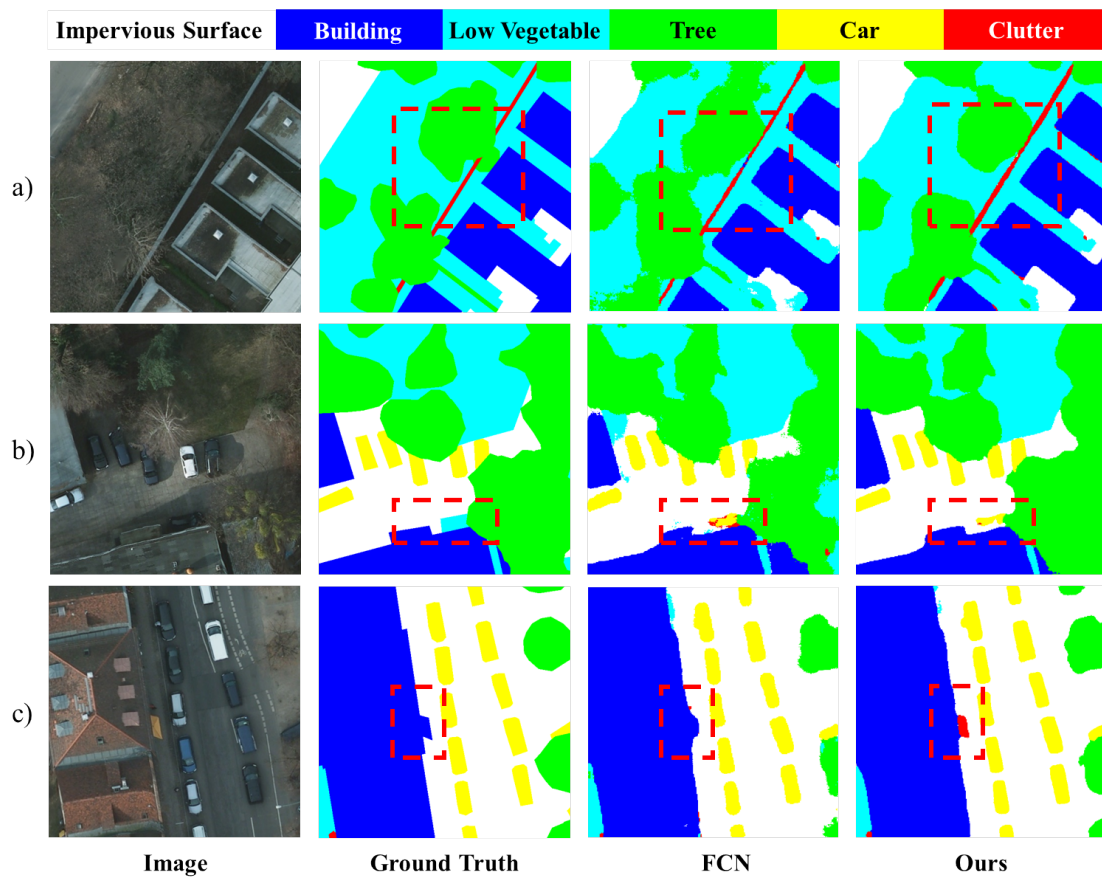 Impervious Surface Building Low Vegetable Tree Car Clutter
a)
b)
c)
Image Ground Truth FCN Ours